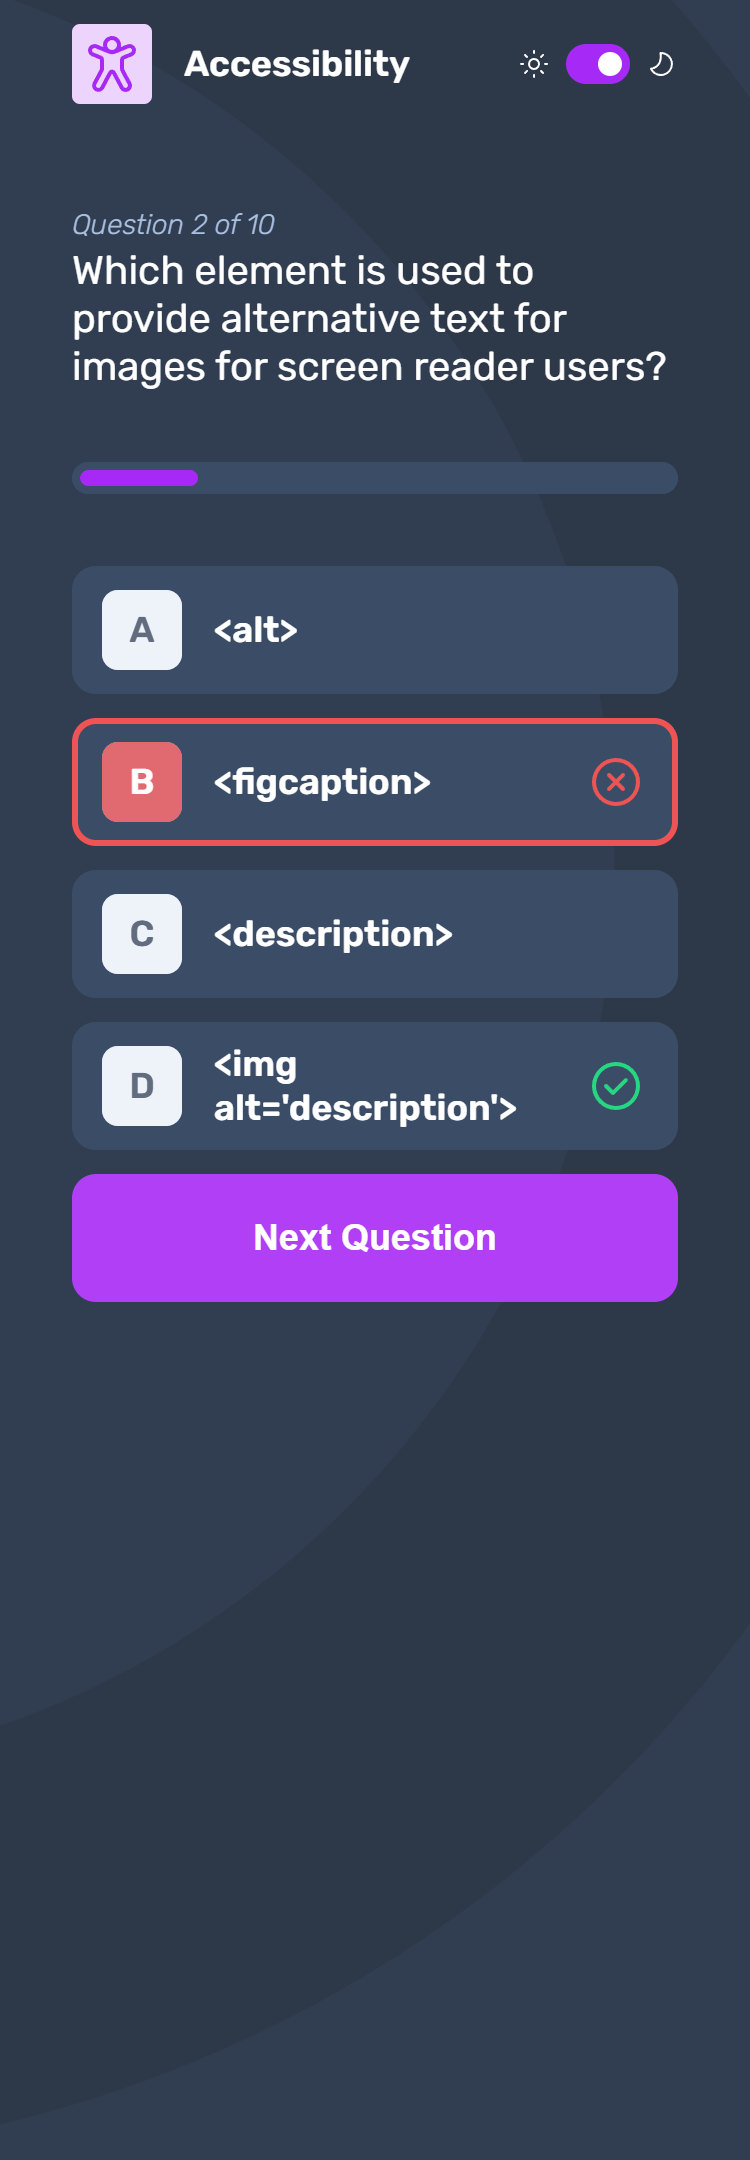 Accessibility
Question 2 of 10
Which element is used to
provide alternative text for
images for screen reader users?
A
<alt>
B
<figcaption>
C
<description>
D
<img
alt='description'>
Next Question